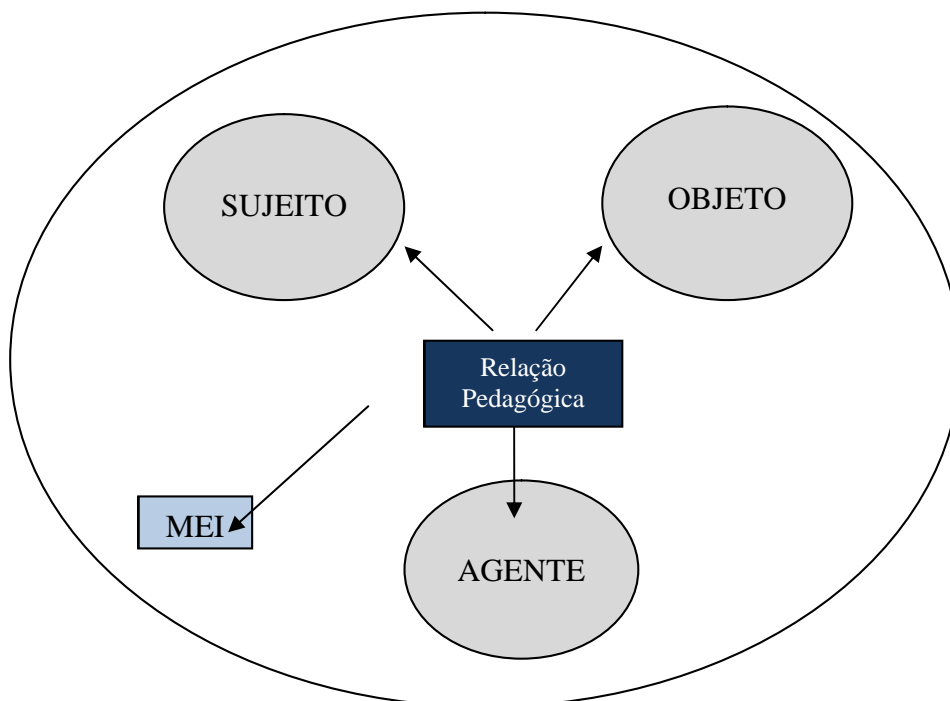 SUJEITO
OBJETO
Relação
Pedagógica
MEI
AGENTE